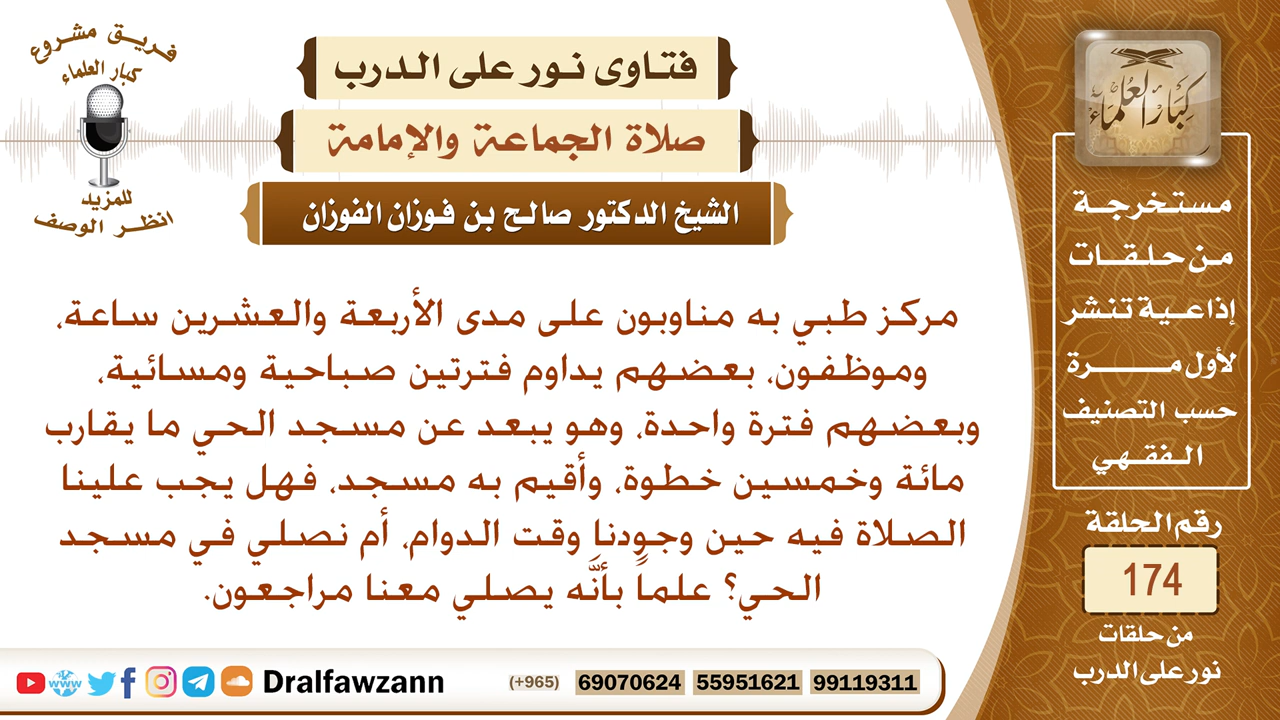 فريق مشروع
كبار العلماء
للمزيد
انظر الوصف
فتاوى نور على الدرب
صلاة الجماعة والإمامة
الشيخ الدكتور صالح بن فوزان الفوزان
مركز طبي به مناوبون على مدى الأربعة والعشرين ساعة،
وموظفون، بعضهم يداوم فترتين صباحية ومسائية،
وبعضهم فترة واحدة، وهو يبعد عن مسجد الحي ما يقارب
مائة وخمسين خطوة، وأقيم به مسجد، فهل يجب علينا
الصلاة فيه حين وجودنا وقت الدوام، أم نصلي في مسجد
الحي؟ علماً بأنَّه يصلي معنا مراجعون.
كبار العلماء
مستخرجة
من حلقات
إذاعية تنشر
لأول مرة
حسب التصنيف
الفقهي
رقم الحلقة
174
من حلقات
نور على الدرب
www Dralfawzann (+965) 69070624 55951621 99119311